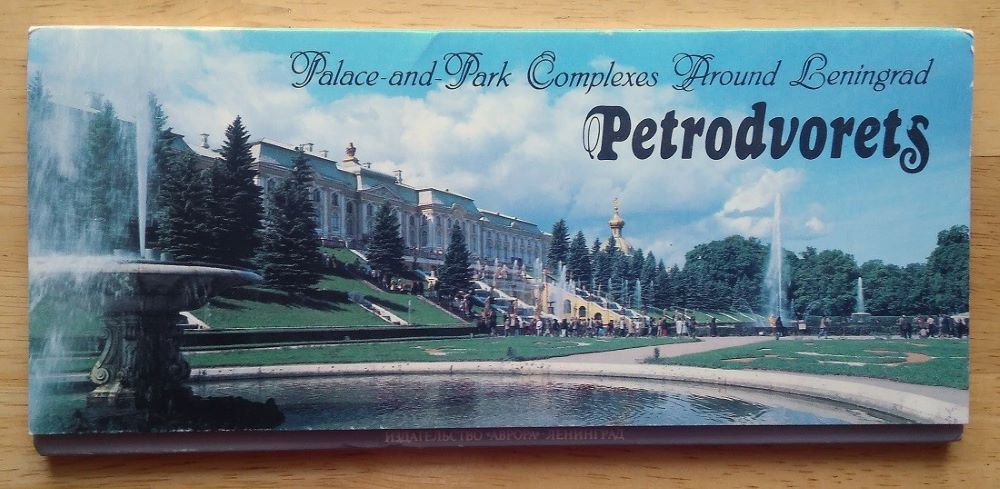 Palace-and-Park Complexes Around Leningrad
Petrodvorets
ИЗДАТЕЛЬСТВО "АВРОРА" ЛЕНИНГРАД